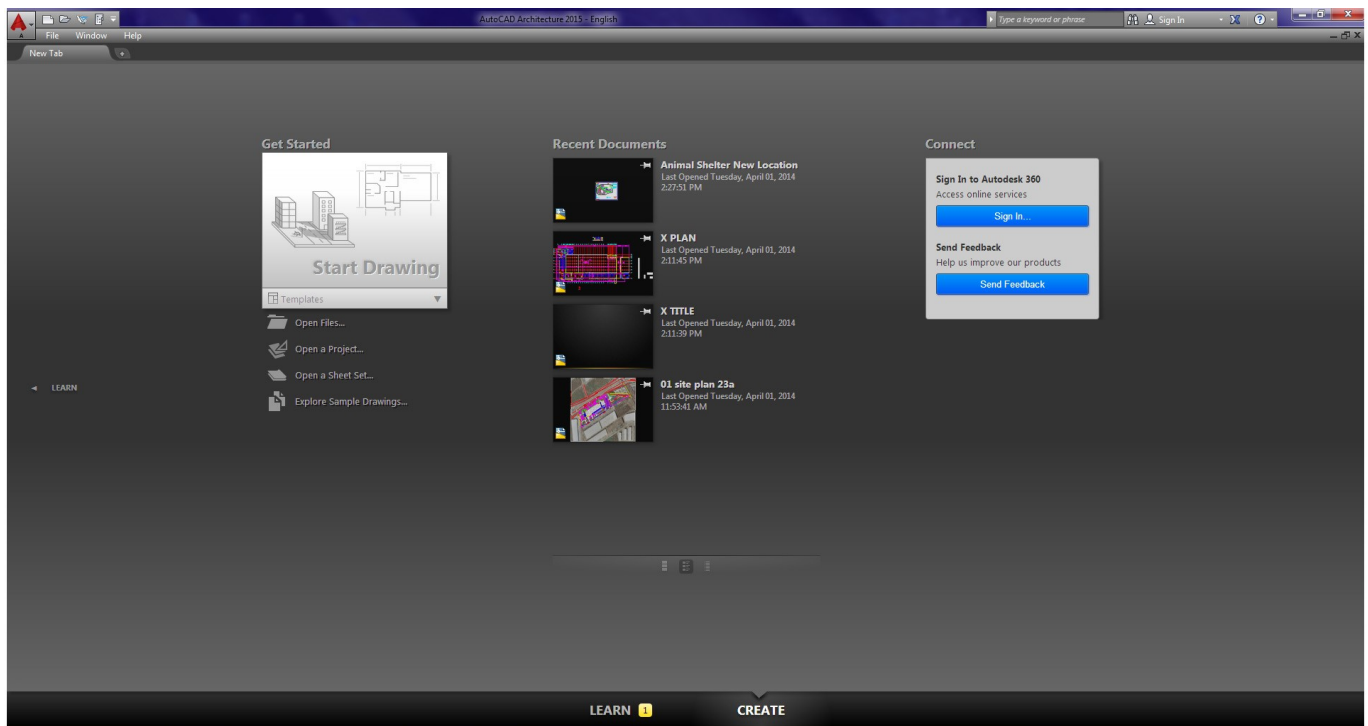 AutoCAD Architecture 2015 - English
Type a keyword or phrase
Sign In
File Window Help
New Tab
Get Started
Start Drawing
Templates
Open Files...
Open a Project...
Open a Sheet Set...
Explore Sample Drawings...
LEARN
Recent Documents
Animal Shelter New Location
Last Opened Tuesday, April 01, 2014
2:27:51 PM
X PLAN
Last Opened Tuesday, April 01, 2014
2:11:45 PM
X TITLE
Last Opened Tuesday, April 01, 2014
2:11:39 PM
01 site plan 23a
Last Opened Tuesday, April 01, 2014
11:53:41 AM
Connect
Sign In to Autodesk 360
Access online services
Sign In...
Send Feedback
Help us improve our products
Send Feedback
LEARN 1
CREATE